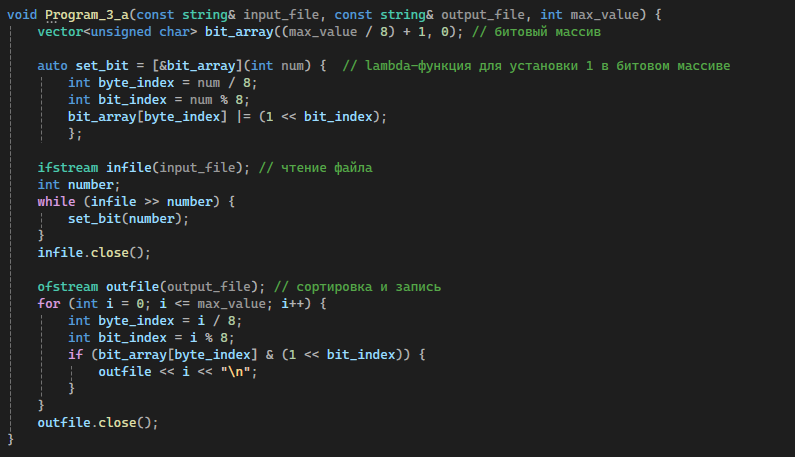 void Program_3_a(const string& input_file, const string& output_file, int max_value) {
    vector<unsigned char> bit_array((max_value / 8) + 1, 0); // битовый массив
    auto set_bit = [&bit_array](int num) {  // lambda-функция для установки 1 в битовом массиве
        int byte_index = num / 8;
        int bit_index = num % 8;
        bit_array[byte_index] |= (1 << bit_index);
        };
    ifstream infile(input_file); // чтение файла
    int number;
    while (infile >> number) {
        set_bit(number);
    }
    infile.close();
    ofstream outfile(output_file); // сортировка и запись
    for (int i = 0; i <= max_value; i++) {
        int byte_index = i / 8;
        int bit_index = i % 8;
        if (bit_array[byte_index] & (1 << bit_index)) {
            outfile << i << "\n";
        }
    }
    outfile.close();
}